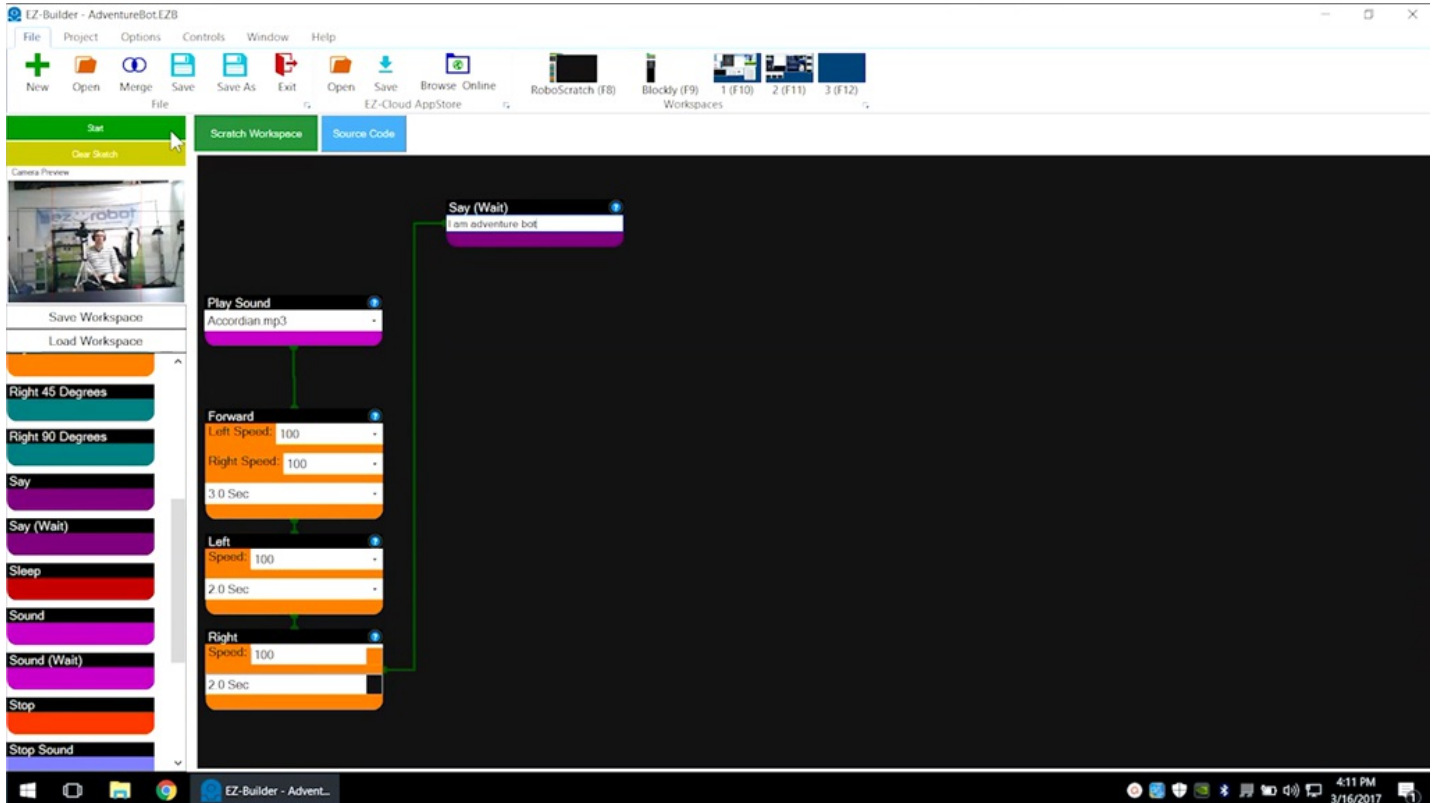 EZ-Builder - AdventureBot.EZB
File Project Options Controls Window Help
New Open Merge Save Save As Exit Open Save Browse Online RoboScratch (F8) Blockly (F9) 1 (F10) 2 (F11) 3 (F12)
File EZ-Cloud AppStore Workspaces
Start
Clear Sketch
Scratch Workspace Source Code
Camera Preview
ez robot
Save Workspace
Load Workspace
Right 45 Degrees
Right 90 Degrees
Say
Say (Wait)
Sleep
Sound
Sound (Wait)
Stop
Stop Sound
Say (Wait)
I am adventure bot
Play Sound
Accordian.mp3
Forward
Left Speed: 100
Right Speed: 100
3.0 Sec
Left
Speed: 100
2.0 Sec
Right
Speed: 100
2.0 Sec
EZ-Builder - Advent...
4:11 PM
3/16/2017